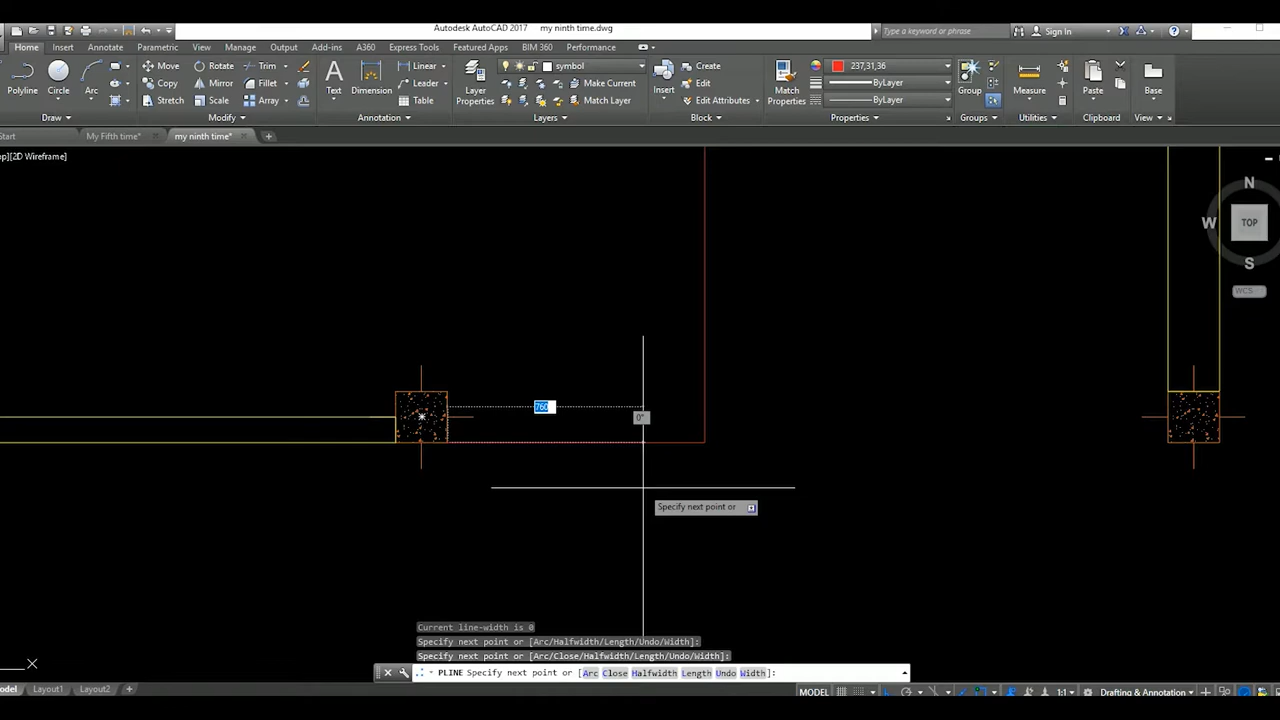 Autodesk AutoCAD 2017 my ninth time.dwg
Type a keyword or phrase
Sign In
Home Insert Annotate Parametric View Manage Output Add-ins A360 Express Tools Featured Apps BIM 360 Performance
Move Rotate Trim
Linear
symbol
Create
237,31,36
Polyline Circle Arc
Mirror Fillet
Text Dimension
Leader
Layer Properties
Make Current
Insert
Edit
Match Properties
ByLayer
Group
Measure
Paste
Base
Stretch Scale Array
Table
Match Layer
Edit Attributes
ByLayer
Draw Modify Annotation Layers Block Properties Groups Utilities Clipboard View
Start My Fifth time* my ninth time*
op][2D Wireframe]
N
W TOP
S
WCS
760
0°
Specify next point or
Current line-width is 0
Specify next point or [Arc/Halfwidth/Length/Undo/Width]:
Specify next point or [Arc/Close/Halfwidth/Length/Undo/Width]:
PLINE Specify next point or [Arc Close Halfwidth Length Undo Width]:
Model Layout1 Layout2
MODEL 1:1 Drafting & Annotation